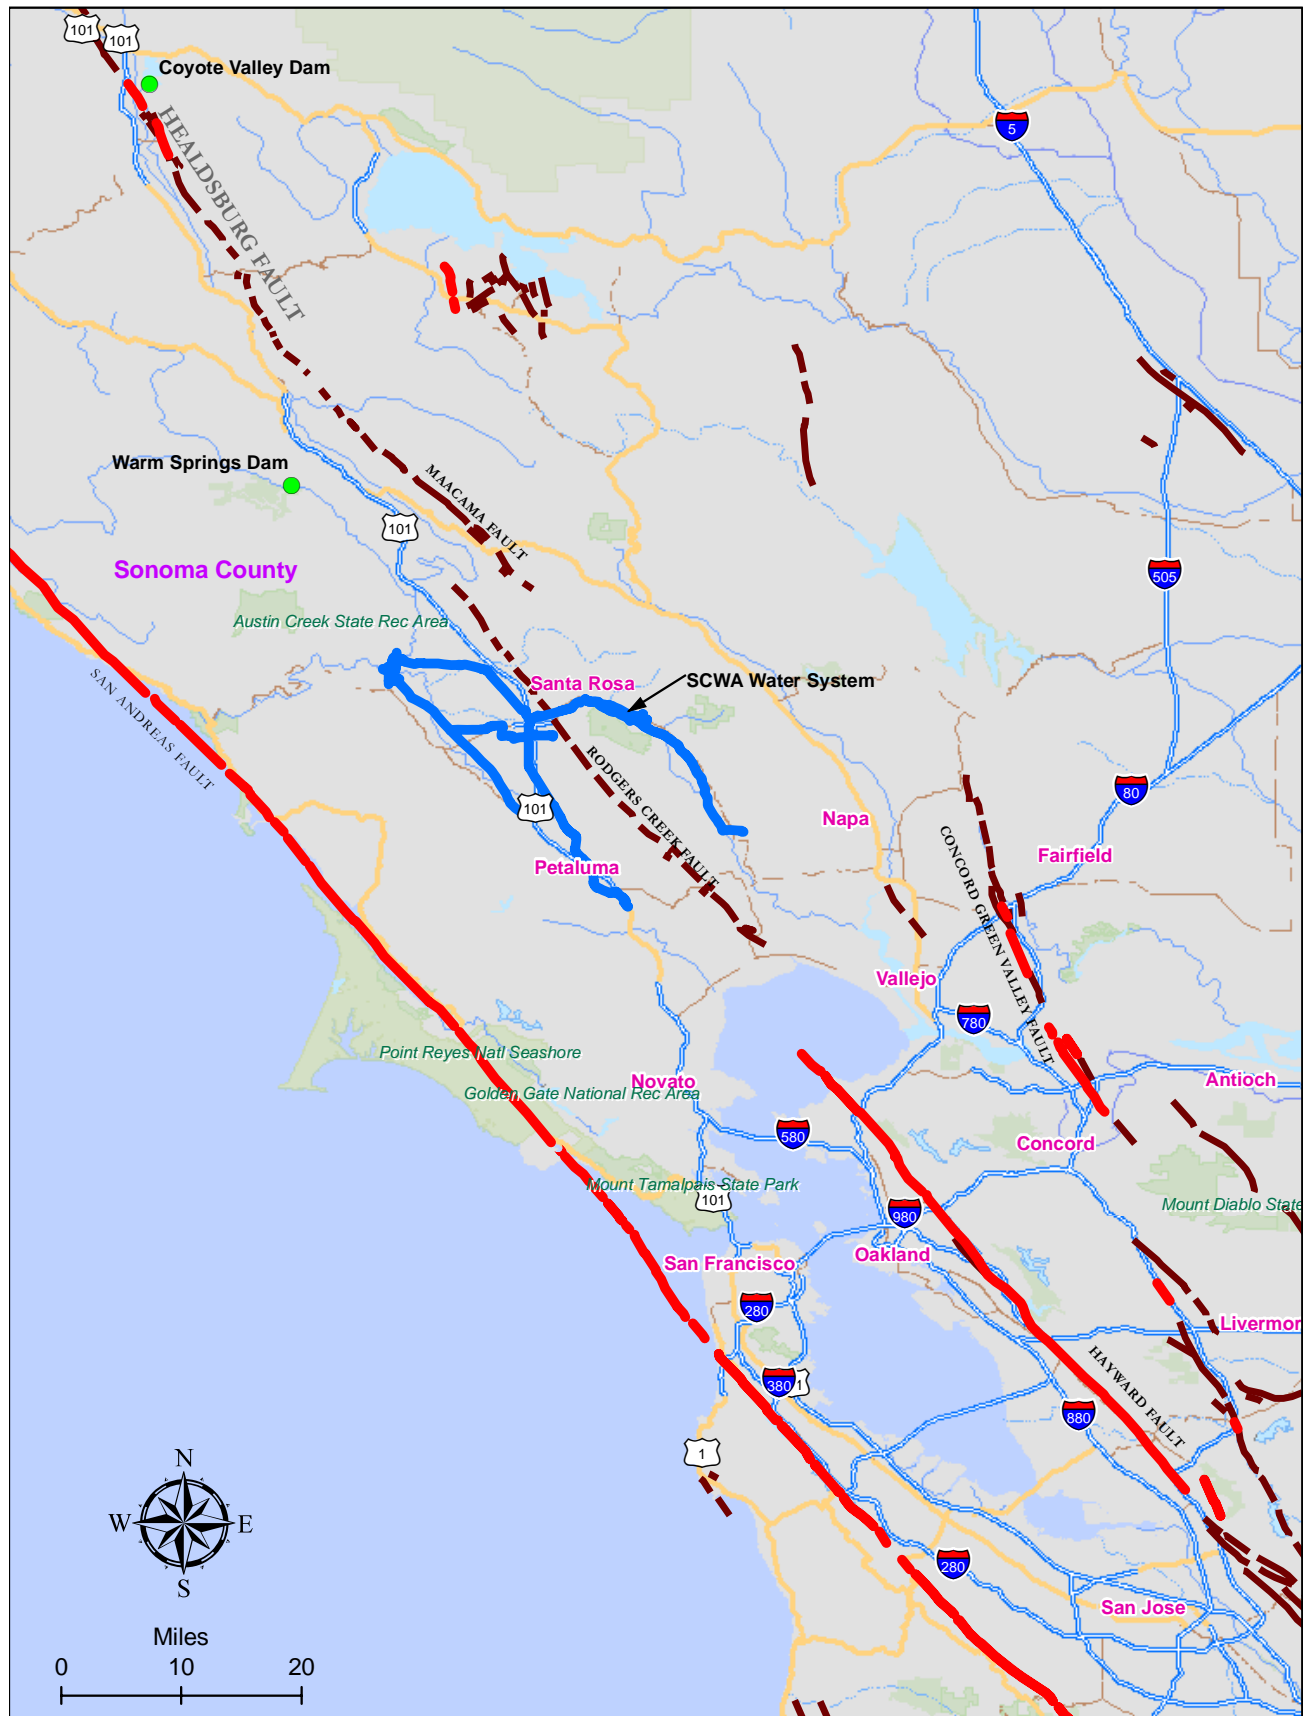 101
101
Coyote Valley Dam
5
HEALDSBURG FAULT
Warm Springs Dam
MAACAMA FAULT
101
Sonoma County
505
Austin Creek State Rec Area
SAN ANDREAS FAULT
Santa Rosa
SCWA Water System
RODGERS CREEK FAULT
80
101
Napa
Fairfield
CONCORD GREEN VALLEY FAULT
Petaluma
Vallejo
780
Point Reyes Natl Seashore
Novato
Antioch
Golden Gate National Rec Area
580
Concord
Mount Tamalpais State Park
101
Mount Diablo State
980
Oakland
San Francisco
280
Livermor
HAYWARD FAULT
380
1
880
1
N
W
E
S
280
San Jose
Miles
0
10
20